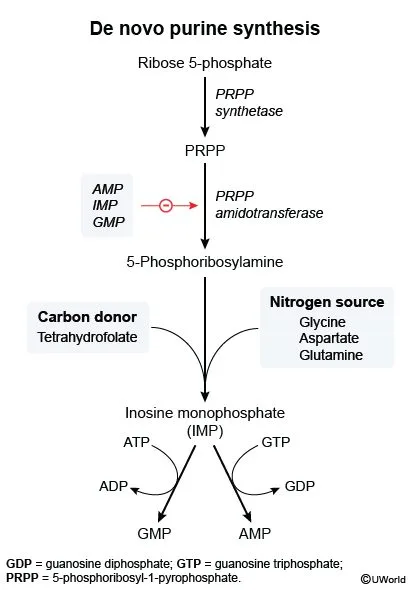 De novo purine synthesis
Ribose 5-phosphate
PRPP
synthetase
PRPP
AMP
IMP
GMP
PRPP
amidotransferase
5-Phosphoribosylamine
Carbon donor
Tetrahydrofolate
Nitrogen source
Glycine
Aspartate
Glutamine
Inosine monophosphate
(IMP)
ATP
GTP
ADP
GDP
GMP
AMP
GDP = guanosine diphosphate; GTP = guanosine triphosphate;
PRPP = 5-phosphoribosyl-1-pyrophosphate.
©UWorld